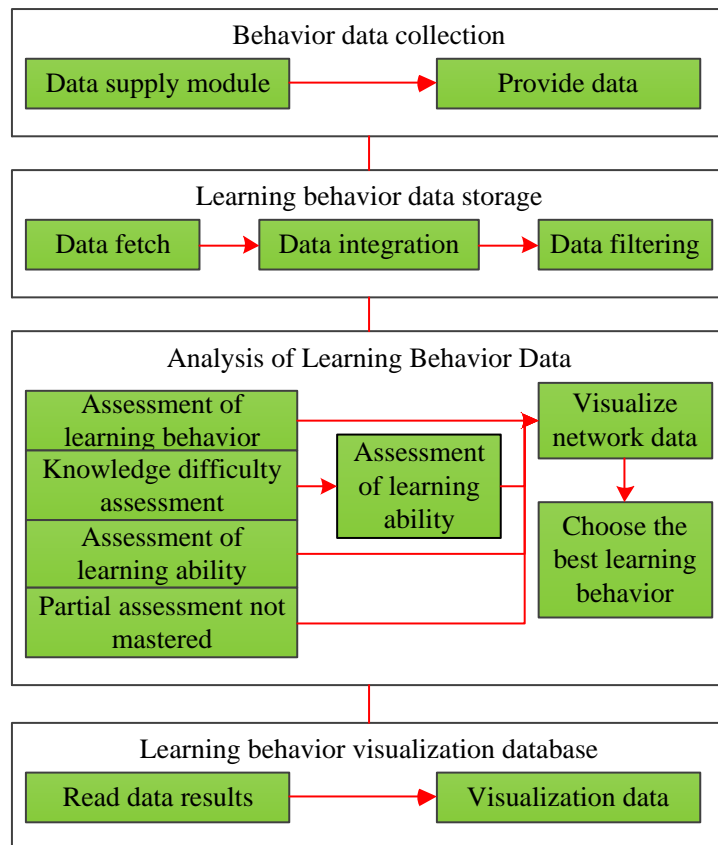 Behavior data collection
Data supply module
Provide data
Learning behavior data storage
Data fetch
Data integration
Data filtering
Analysis of Learning Behavior Data
Assessment of
learning behavior
Knowledge difficulty
assessment
Assessment of
learning ability
Partial assessment not
mastered
Assessment
of learning
ability
Visualize
network data
Choose the
best learning
behavior
Learning behavior visualization database
Read data results
Visualization data